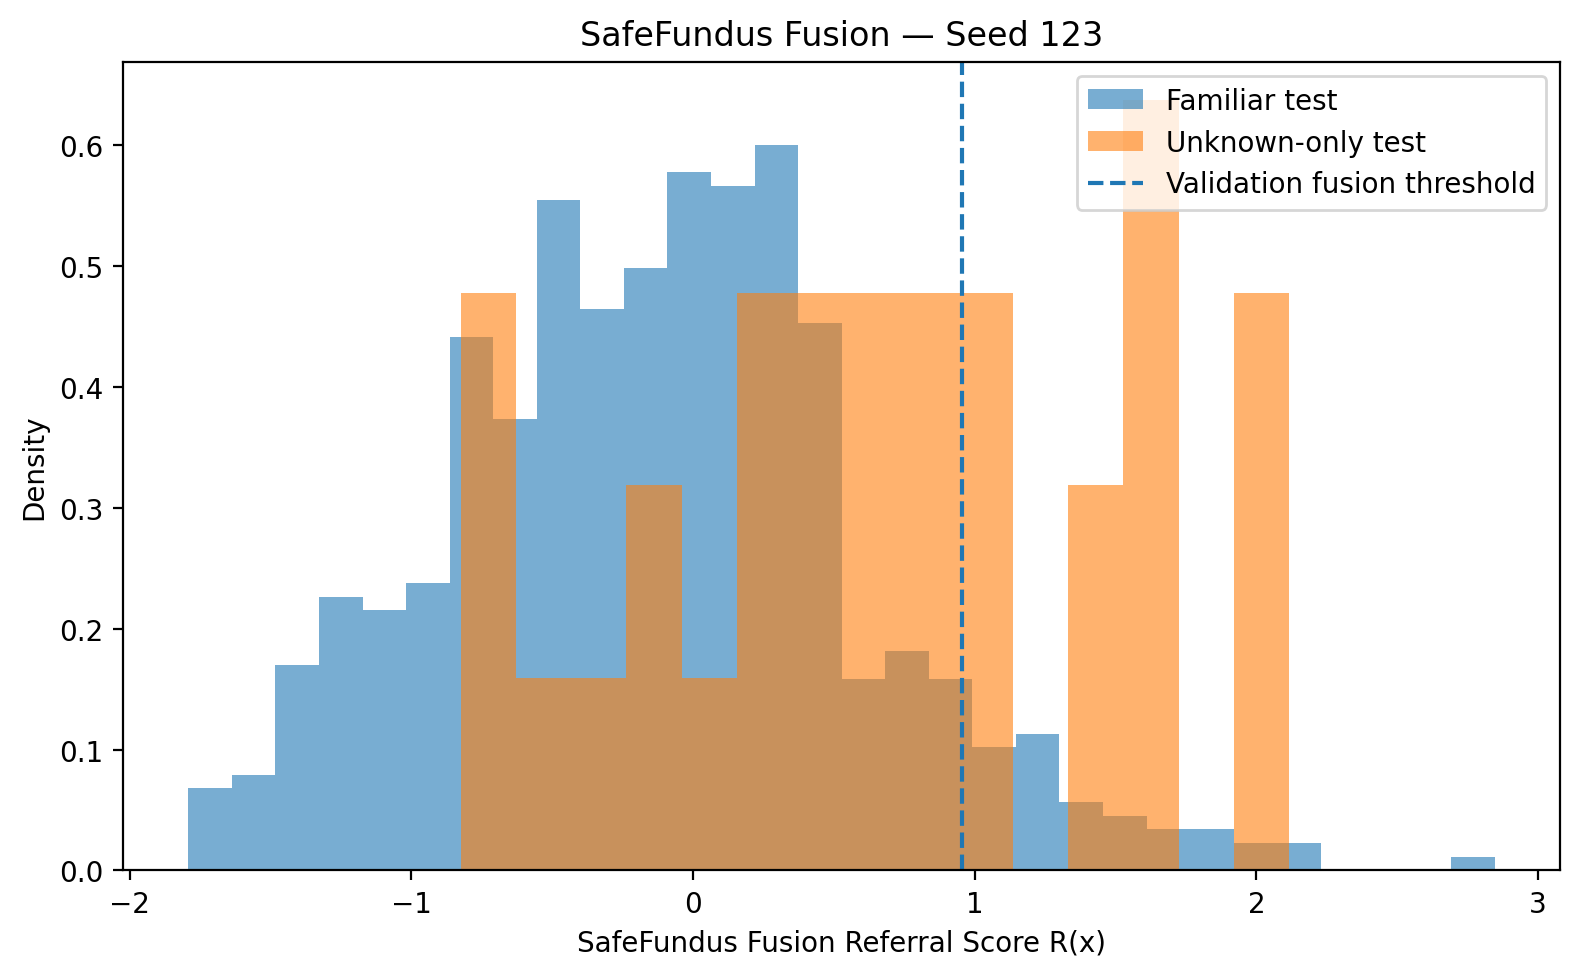 SafeFundus Fusion — Seed 123
Familiar test
Unknown-only test
Validation fusion threshold
Density
0.6
0.5
0.4
0.3
0.2
0.1
0.0
−2 −1 0 1 2 3
SafeFundus Fusion Referral Score R(x)